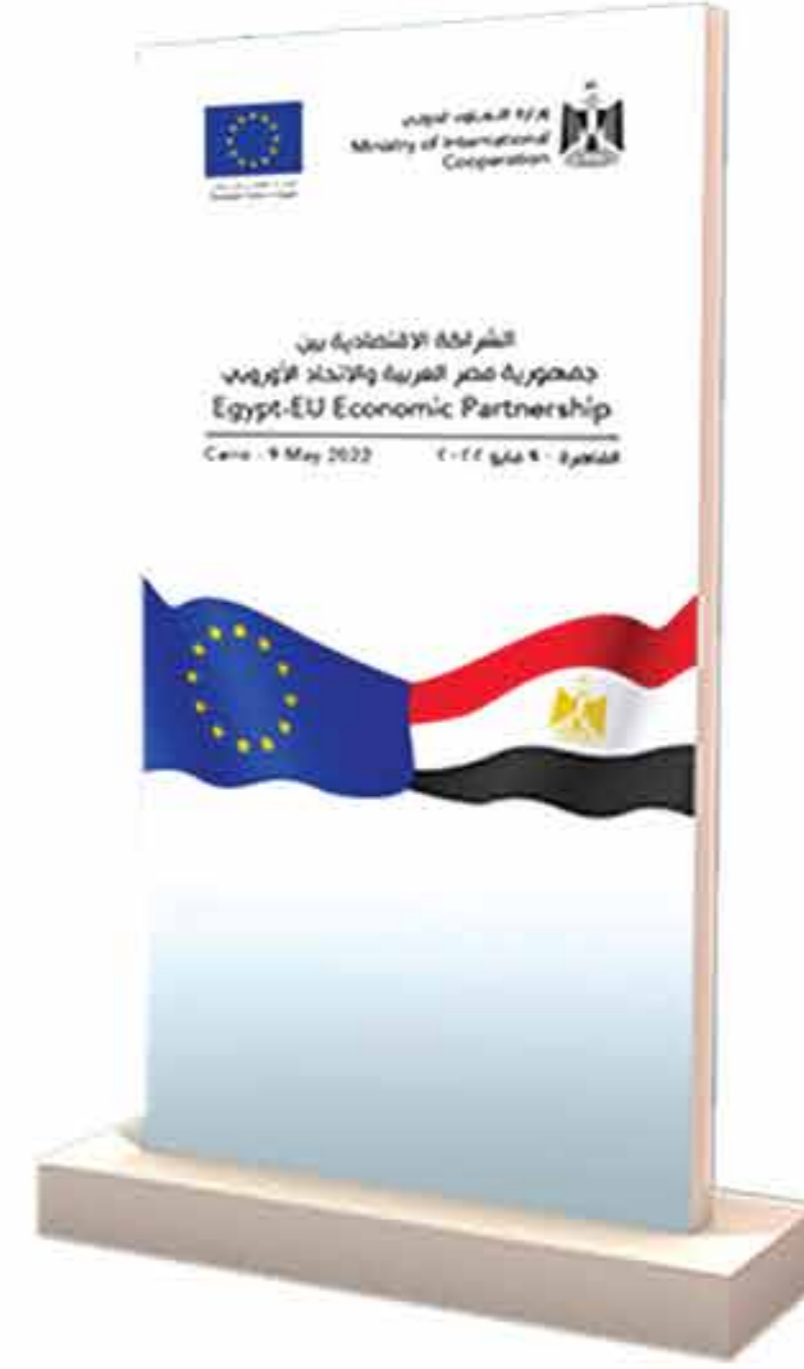 وزارة التعاون الدولي
Ministry of International
Cooperation
الشراكة الاقتصادية بين
جمهورية مصر العربية والاتحاد الأوروبي
Egypt-EU Economic Partnership
Cairo - 9 May 2022
القاهرة - ٩ مايو ٢٠٢٢